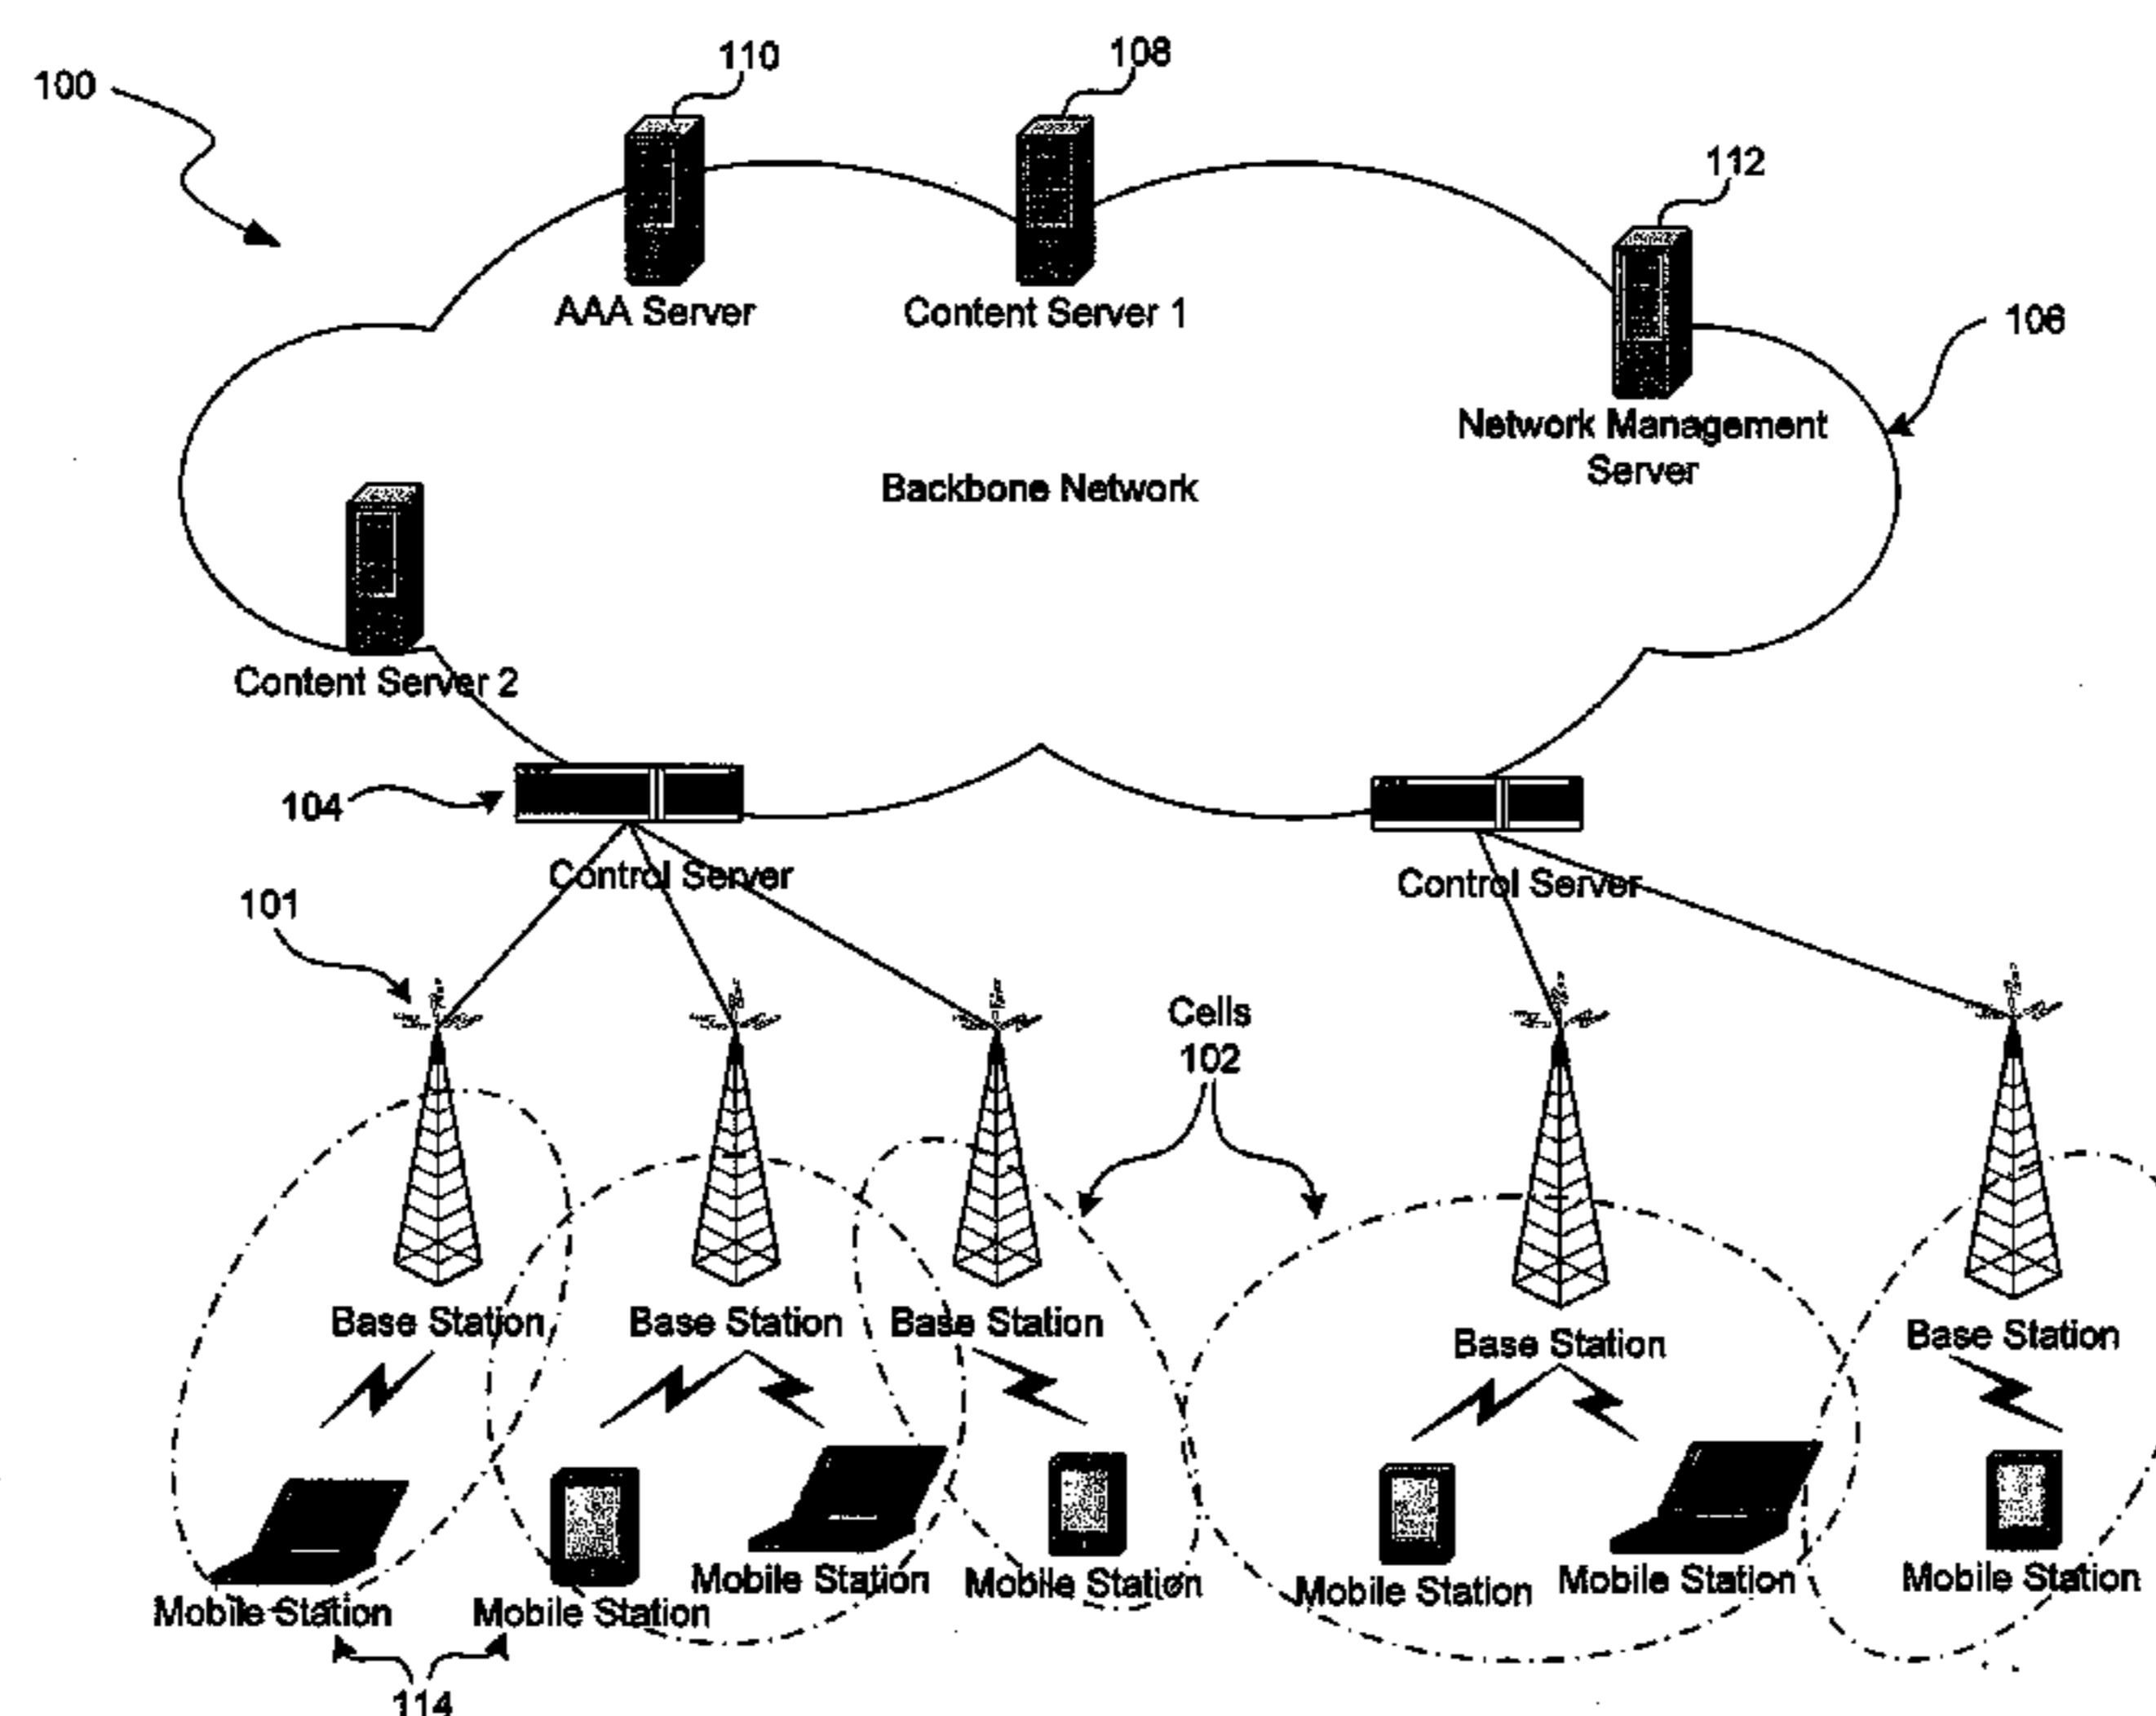 110
108
100
112
AAA Server
Content Server 1
106
Network Management
Server
Backbone Network
Content Server 2
104
Control Server
Control Server
101
Cells
102
Base Station
Base Station
Base Station
Base Station
Base Station
Mobile Station
Mobile Station
Mobile Station
Mobile Station
Mobile Station
Mobile Station
Mobile Station
114